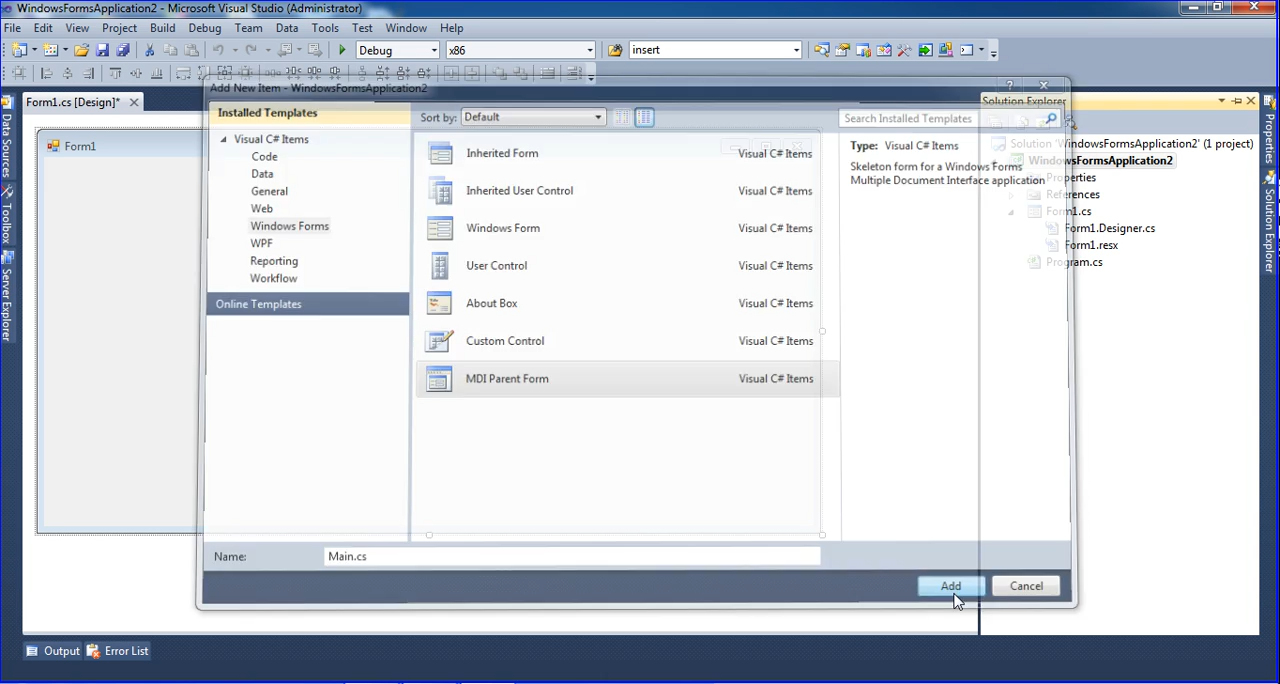 WindowsFormsApplication2 - Microsoft Visual Studio (Administrator)
File Edit View Project Build Debug Team Data Tools Test Window Help
Debug x86 insert
Add New Item - WindowsFormsApplication2
Form1.cs [Design]*
Solution Explorer
Installed Templates
Sort by: Default
Search Installed Templates
Data Sources
Toolbox
Server Explorer
Form1
Visual C# Items
Code
Data
General
Web
Windows Forms
WPF
Reporting
Workflow
Online Templates
Inherited Form Visual C# Items
Inherited User Control Visual C# Items
Windows Form Visual C# Items
User Control Visual C# Items
About Box Visual C# Items
Custom Control Visual C# Items
MDI Parent Form Visual C# Items
Type: Visual C# Items
Skeleton form for a Windows Forms
Multiple Document Interface application
Solution 'WindowsFormsApplication2' (1 project)
WindowsFormsApplication2
Properties
References
Form1.cs
Form1.Designer.cs
Form1.resx
Program.cs
Properties
Solution Explorer
Name: Main.cs
Add Cancel
Output Error List